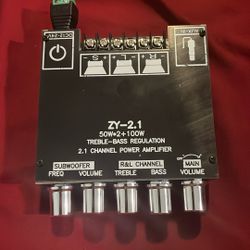 S L R
ZY-2.1
50W*2+100W
TREBLE-BASS REGULATION
2.1 CHANNEL POWER AMPLIFIER
SUBWOOFER R&L CHANNEL MAIN
FREQ VOLUME TREBLE BASS VOLUME